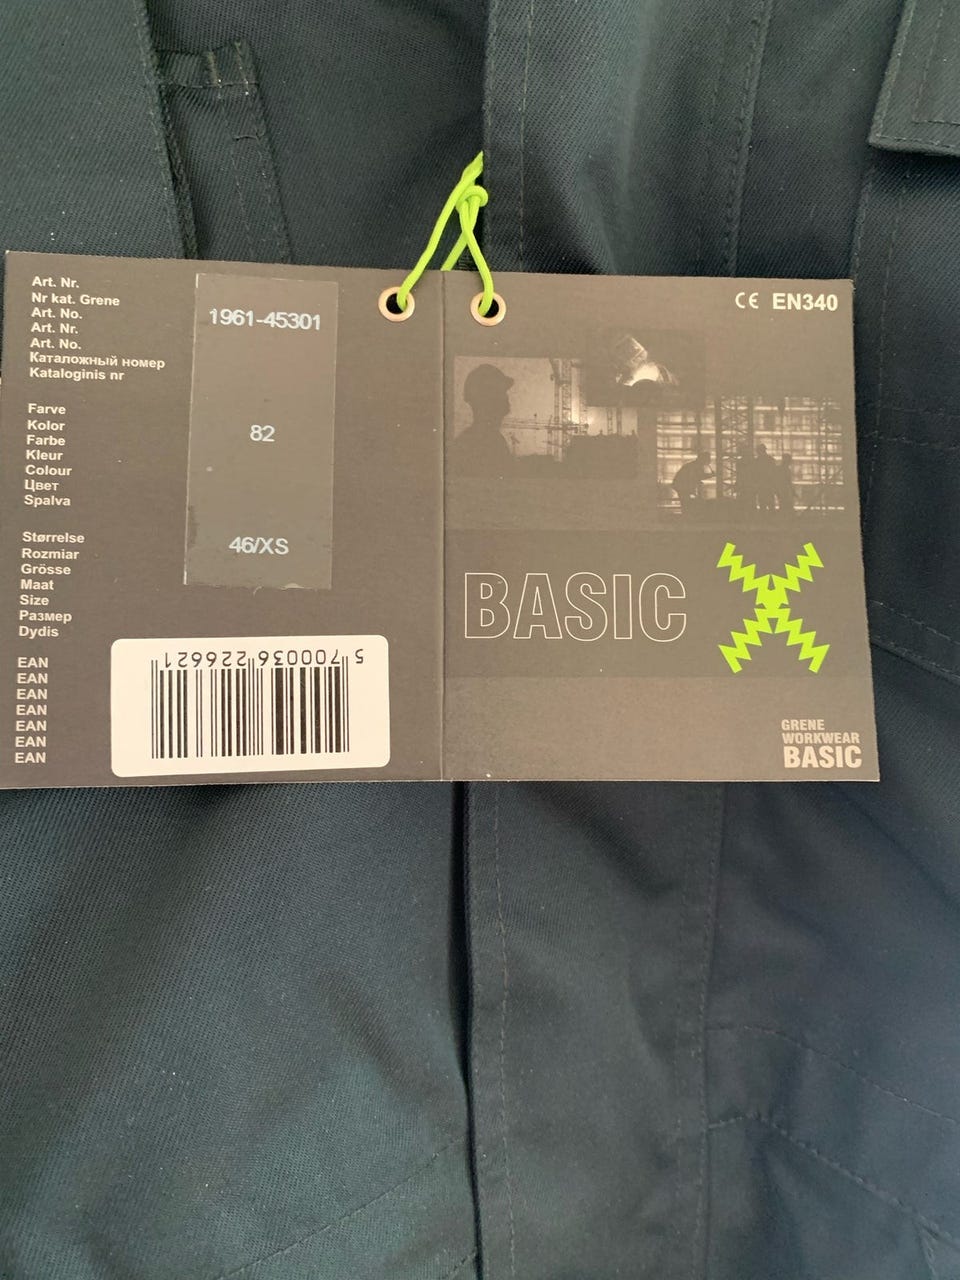 Art. Nr.
Nr kat. Grene
Art. No.
Art. Nr.
Art. No.
Каталожный номер
Kataloginis nr
1961-45301
Farve
Kolor
Farbe
Kleur
Colour
Цвет
Spalva
82
Størrelse
Rozmiar
Grösse
Maat
Size
Размер
Dydis
46/XS
EAN
EAN
EAN
EAN
EAN
EAN
EAN
5 700036 226621
CE EN340
BASIC
GRENE
WORKWEAR
BASIC